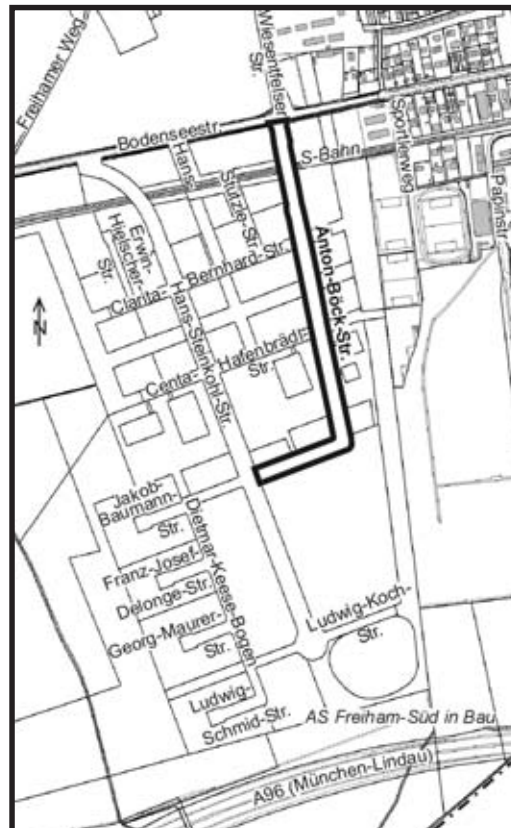 Freihamer Weg
Wiesentfelser
Str.
Bodenseestr.
S-Bahn
Sportlerweg
Papinstr.
Hans-
Stützle-Str.
Erwin-
Hielscher-
Str.
Clarita-
Bernhard-Str.
Anton-Böck-Str.
Hans-Steinkohl-Str.
N
Centa-
Hafenbrädl-
Str.
Jakob-
Baumann-
Str.
Dietmar-Keese-Bogen
Franz-Josef-
Delonge-Str.
Georg-Maurer-
Str.
Ludwig-Koch-
Str.
Ludwig-
Schmid-Str.
AS Freiham-Süd in Bau
A96 (München-Lindau)